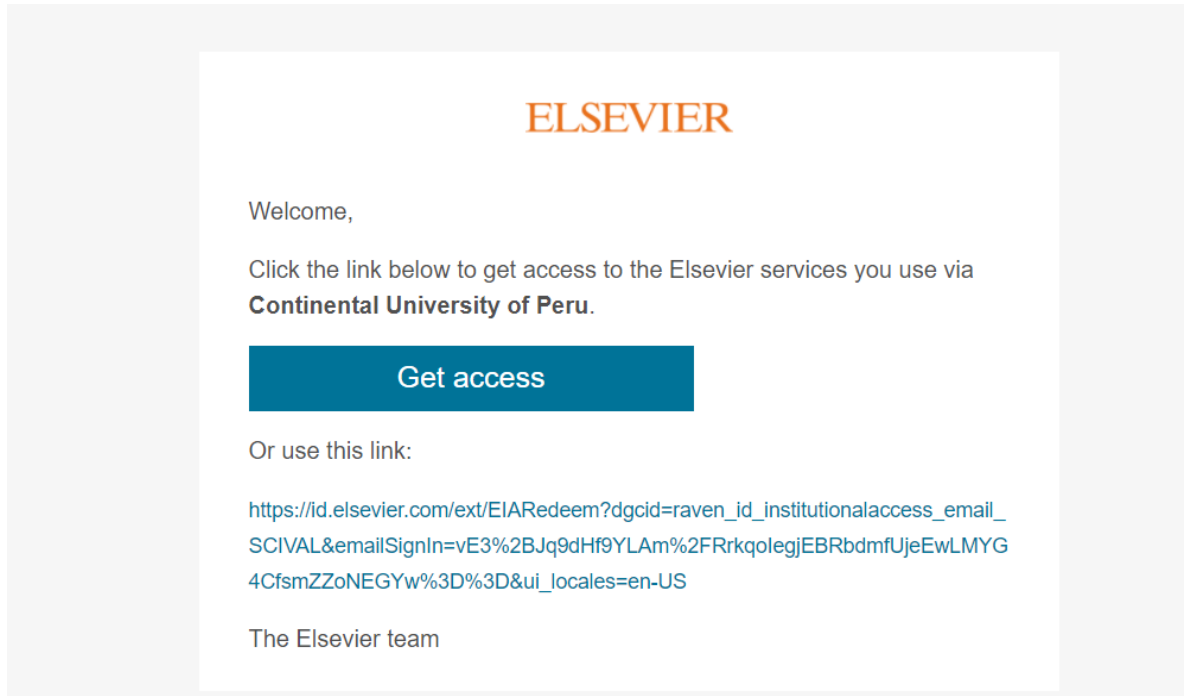 ELSEVIER
Welcome,
Click the link below to get access to the Elsevier services you use via
Continental University of Peru.
Get access
Or use this link:
https://id.elsevier.com/ext/EIARedeem?dgcid=raven_id_institutionalaccess_email_
SCIVAL&emailSignIn=vE3%2BJq9dHf9YLAm%2FRrkqoIegjEBRbdmfUjeEwLMYG
4CfsmZZoNEGYw%3D%3D&ui_locales=en-US
The Elsevier team